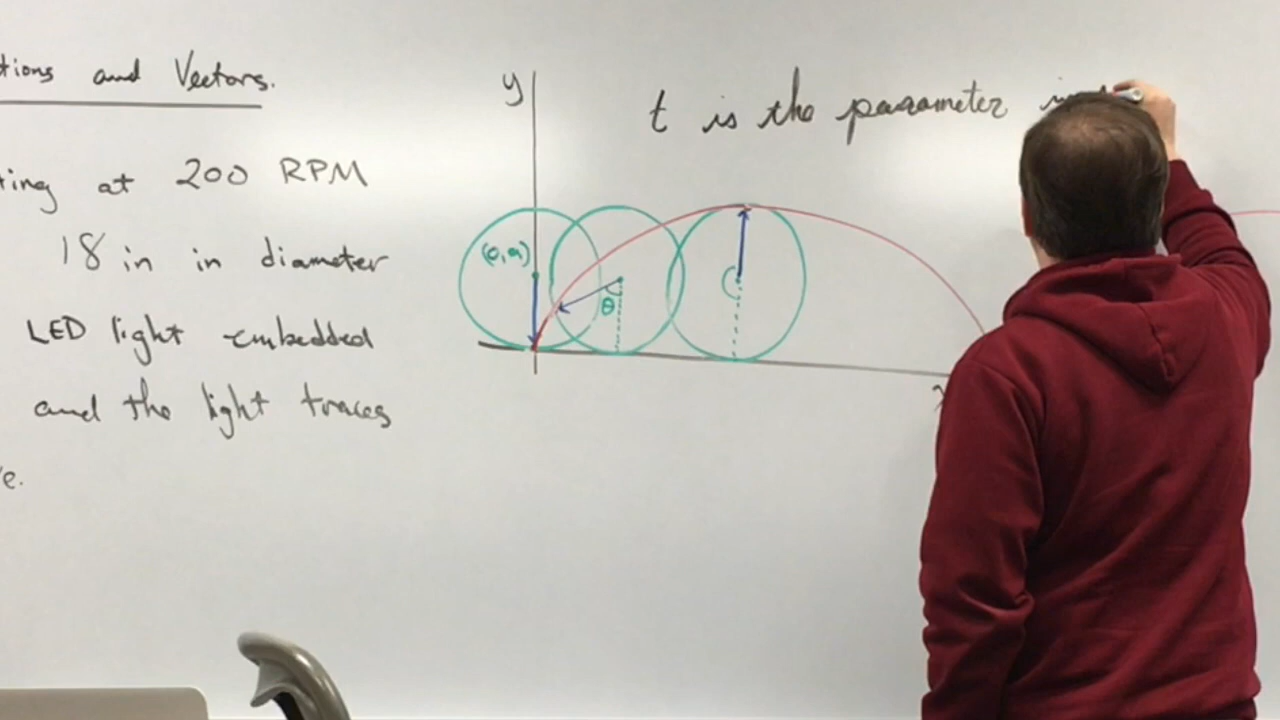 tions and Vectors.
ting at 200 RPM
18 in in diameter
LED light embedded
and the light traces
e.
y
t is the parameter
(0,a)
θ